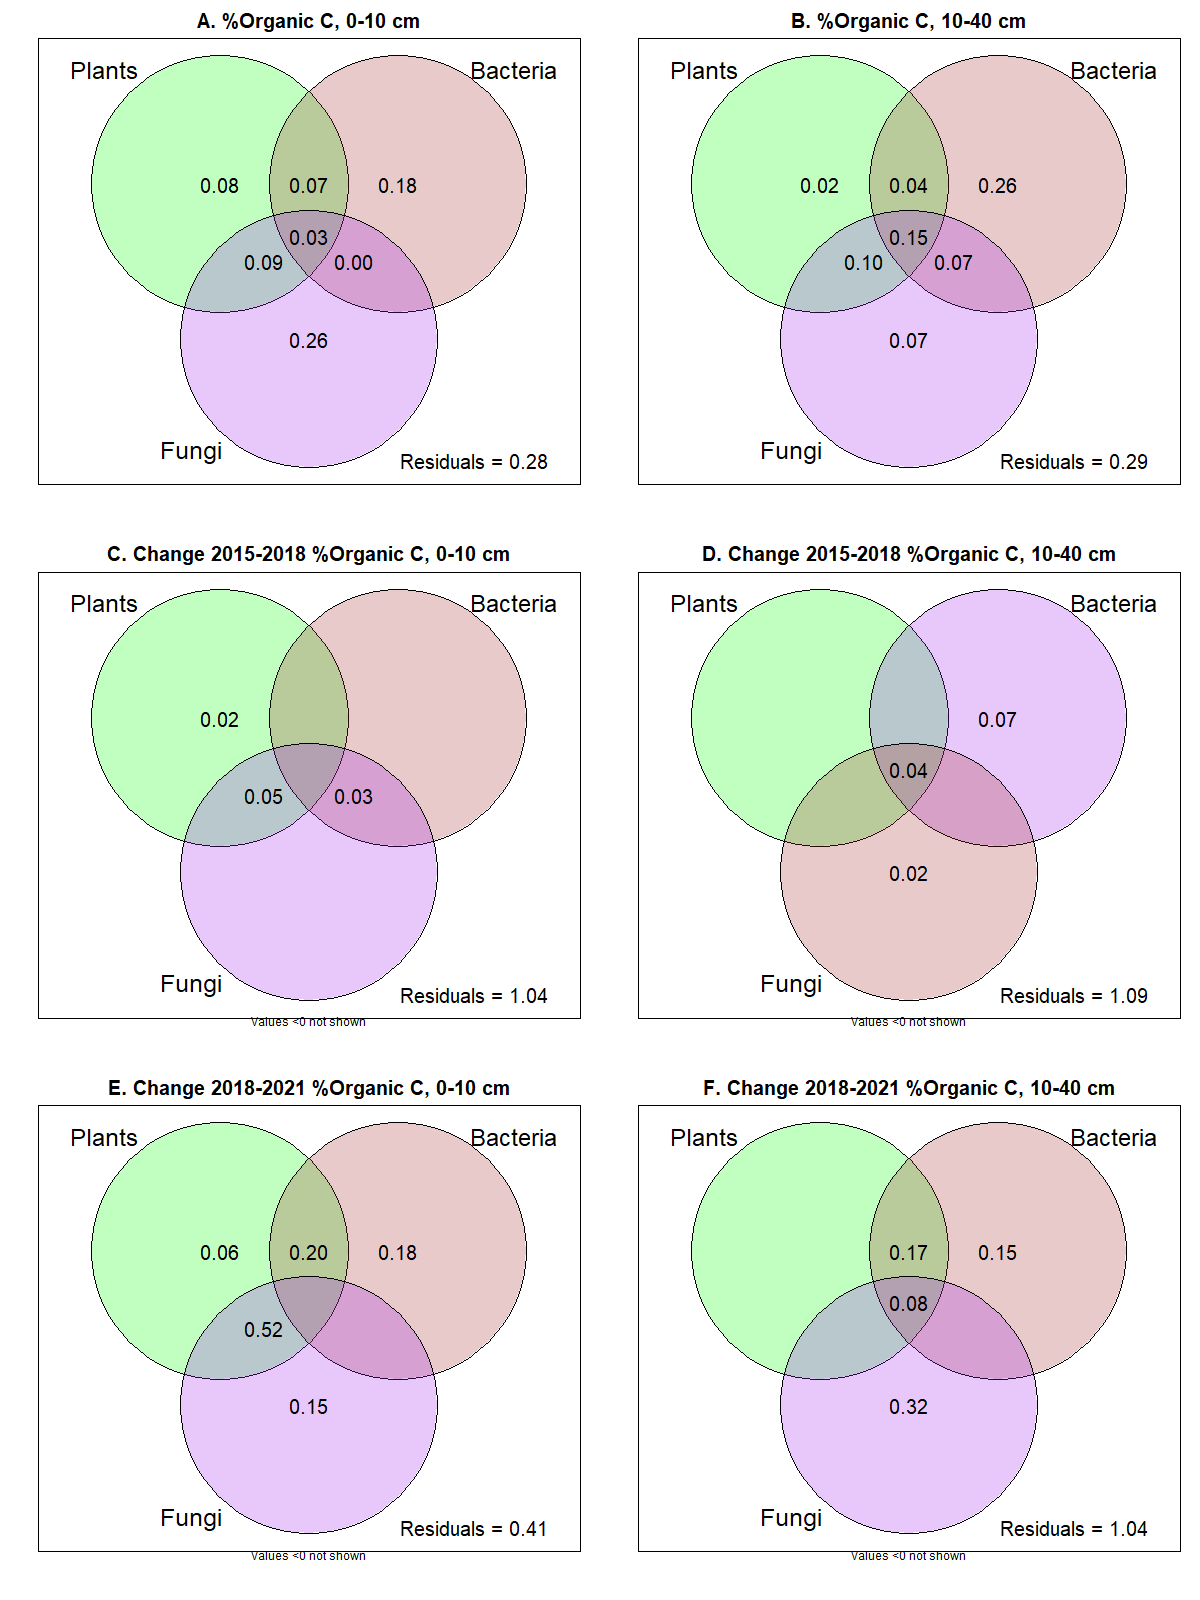 A. %Organic C, 0-10 cm
Plants
Bacteria
0.08
0.07
0.18
0.03
0.09
0.00
0.26
Fungi
Residuals = 0.28
B. %Organic C, 10-40 cm
Plants
Bacteria
0.02
0.04
0.26
0.15
0.10
0.07
0.07
Fungi
Residuals = 0.29
C. Change 2015-2018 %Organic C, 0-10 cm
Plants
Bacteria
0.02
0.05
0.03
Fungi
Residuals = 1.04
Values <0 not shown
D. Change 2015-2018 %Organic C, 10-40 cm
Plants
Bacteria
0.07
0.04
0.02
Fungi
Residuals = 1.09
Values <0 not shown
E. Change 2018-2021 %Organic C, 0-10 cm
Plants
Bacteria
0.06
0.20
0.18
0.52
0.15
Fungi
Residuals = 0.41
Values <0 not shown
F. Change 2018-2021 %Organic C, 10-40 cm
Plants
Bacteria
0.17
0.15
0.08
0.32
Fungi
Residuals = 1.04
Values <0 not shown